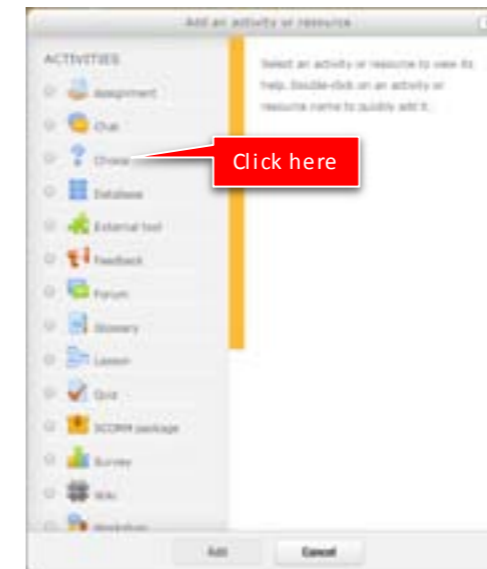 Add an activity or resource
ACTIVITIES
Assignment
Chat
Choice
Database
External tool
Feedback
Forum
Glossary
Lesson
Quiz
SCORM package
Survey
Wiki
Workshop
Select an activity or resource to view its
help. Double-click on an activity or
resource name to quickly add it.
Click here
Add
Cancel